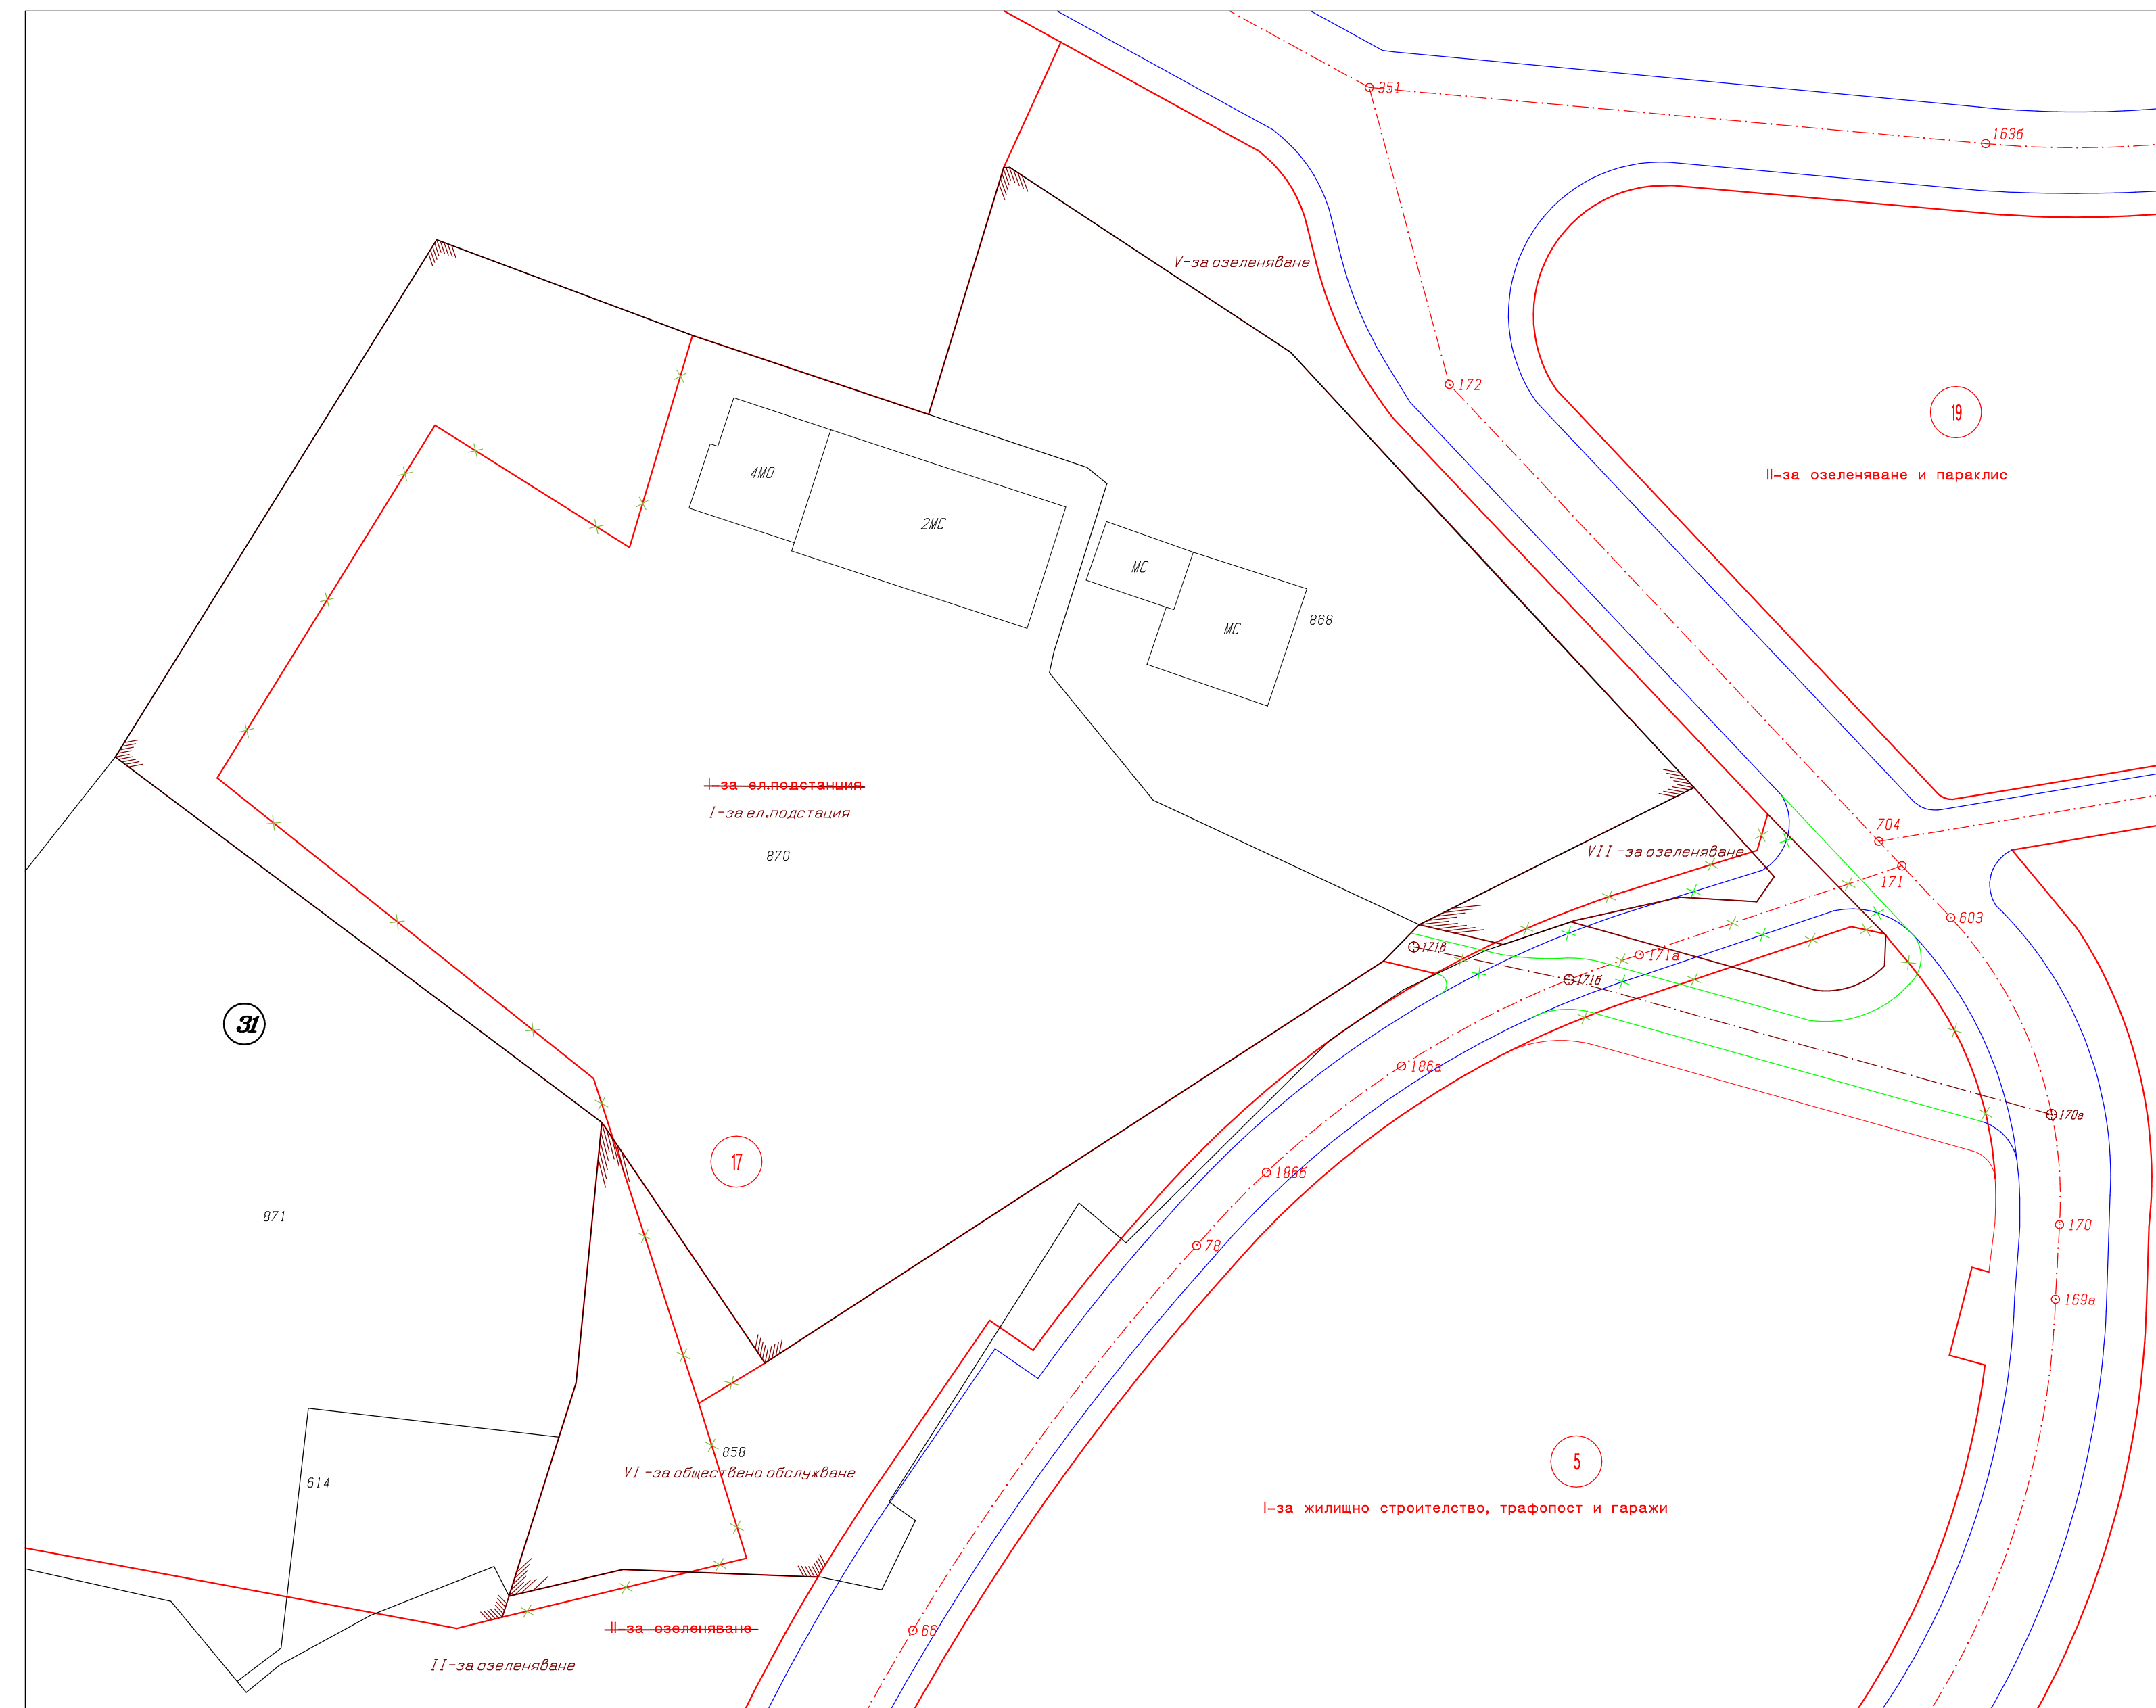 351
163б
V-за озеленяване
172
19
II-за озеленяване и параклис
4МО
2МС
МС
МС
868
I-за ел.подстанция
I-за ел.подстация
870
704
VII -за озеленяване
171
603
171в
171а
171б
31
186а
170а
17
186б
871
170
78
169а
858
5
VI -за обществено обслужване
614
I-за жилищно строителство, трафопост и гаражи
II-за озеленяване
66
II-за озеленяване